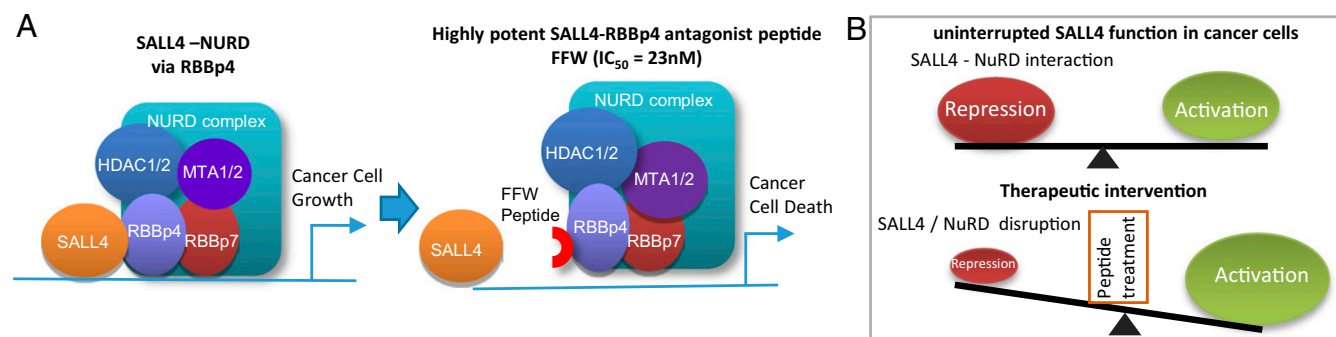 A
SALL4 –NURD
via RBBp4
NURD complex
HDAC1/2
MTA1/2
SALL4
RBBp4
RBBp7
Cancer Cell
Growth
Highly potent SALL4-RBBp4 antagonist peptide
FFW (IC50 = 23nM)
NURD complex
HDAC1/2
MTA1/2
FFW
Peptide
SALL4
RBBp4
RBBp7
Cancer
Cell Death
B
uninterrupted SALL4 function in cancer cells
SALL4 - NuRD interaction
Repression
Activation
Therapeutic intervention
SALL4 / NuRD disruption
Repression
Peptide
treatment
Activation